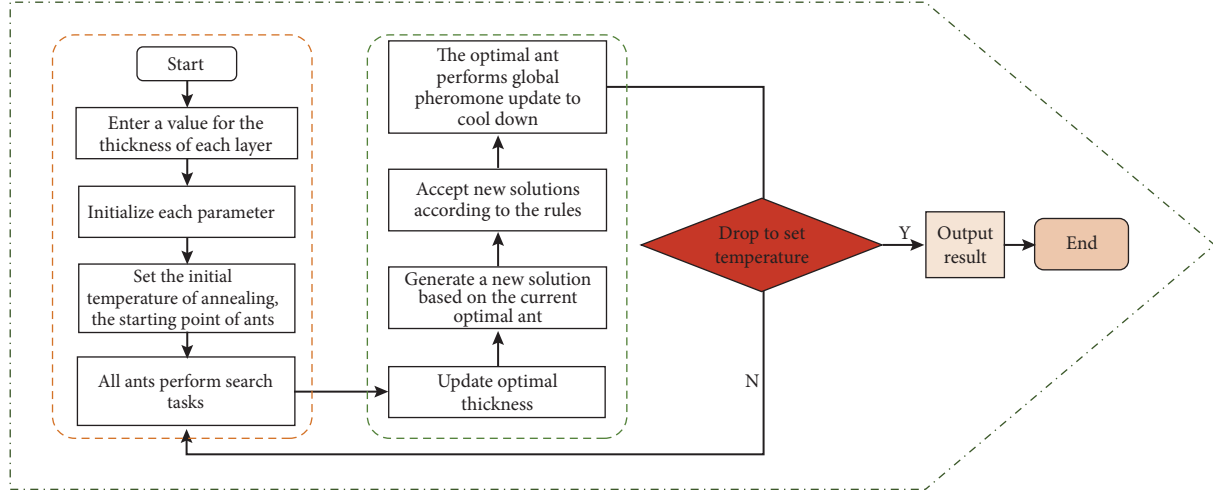 Start
Enter a value for the
thickness of each layer
Initialize each parameter
Set the initial
temperature of annealing,
the starting point of ants
All ants perform search
tasks
The optimal ant
performs global
pheromone update to
cool down
Accept new solutions
according to the rules
Generate a new solution
based on the current
optimal ant
Update optimal
thickness
Drop to set
temperature
Y
N
Output
result
End